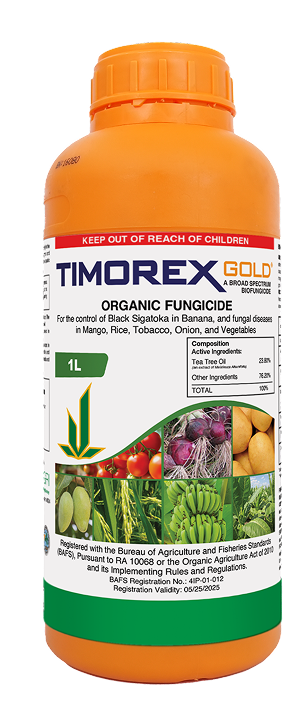 KEEP OUT OF REACH OF CHILDREN
TIMOREX GOLD®
A BROAD SPECTRUM
BIOFUNGICIDE
ORGANIC FUNGICIDE
For the control of Black Sigatoka in Banana, and fungal diseases
in Mango, Rice, Tobacco, Onion, and Vegetables
1L
Composition
Active Ingredients:
Tea Tree Oil 23.80%
Other Ingredients 76.20%
TOTAL 100%
Registered with the Bureau of Agriculture and Fisheries Standards
(BAFS), Pursuant to RA 10068 or the Organic Agriculture Act of 2010
and its Implementing Rules and Regulations.
BAFS Registration No.: 4IP-01-012
Registration Validity: 05/25/2025